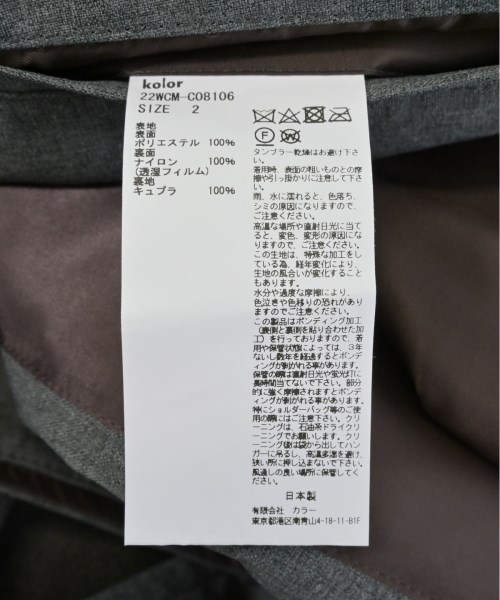 kolor
22WCM-C08106
SIZE 2
表地
表面
ポリエステル 100%
裏面
ナイロン 100%
(透湿フィルム)
裏地
キュプラ 100%
F
W
タンブラー乾燥はお避け下さい。
着用時、表面の粗いものとの摩擦や引っ掛かりに注意して下さい。
雨、水に濡れると、色落ち、
シミの原因になりますので、
ご注意ください。
高温な場所や直射日光に当て
ると、変色、変形の原因にな
りますので、ご注意ください。
この生地は、特殊な加工をし
ている為、経年変化により、
生地の風合いが変化すること
もあります。
水分や過度な摩擦により、
色泣きや色移りの恐れがあり
ますのでご注意ください。
この製品はボンディング加工
(表側と裏側を貼り合わせた加
工)を行っておりますので、着
用や保管状態によっては、3年
ないし数年を経過するとボンデ
ィングが剥がれる事があります。
保管の際は直射日光や蛍光灯に
長時間当てないで下さい。部分
的に強く摩擦されますとボンデ
ィングが剥がれる事があります。
特にショルダーバッグ等のご使
用の際にはご注意下さい。クリ
ーニングは、石油系ドライクリ
ーニングでお願いします。クリ
ーニング後は袋から出してハン
ガーに吊るし、高温多湿を避け、
狭い所に押し込まないで下さい。
風通しの良い場所に保管して
ください。
日本製
有限会社 カラー
東京都港区南青山4-18-11-B1F